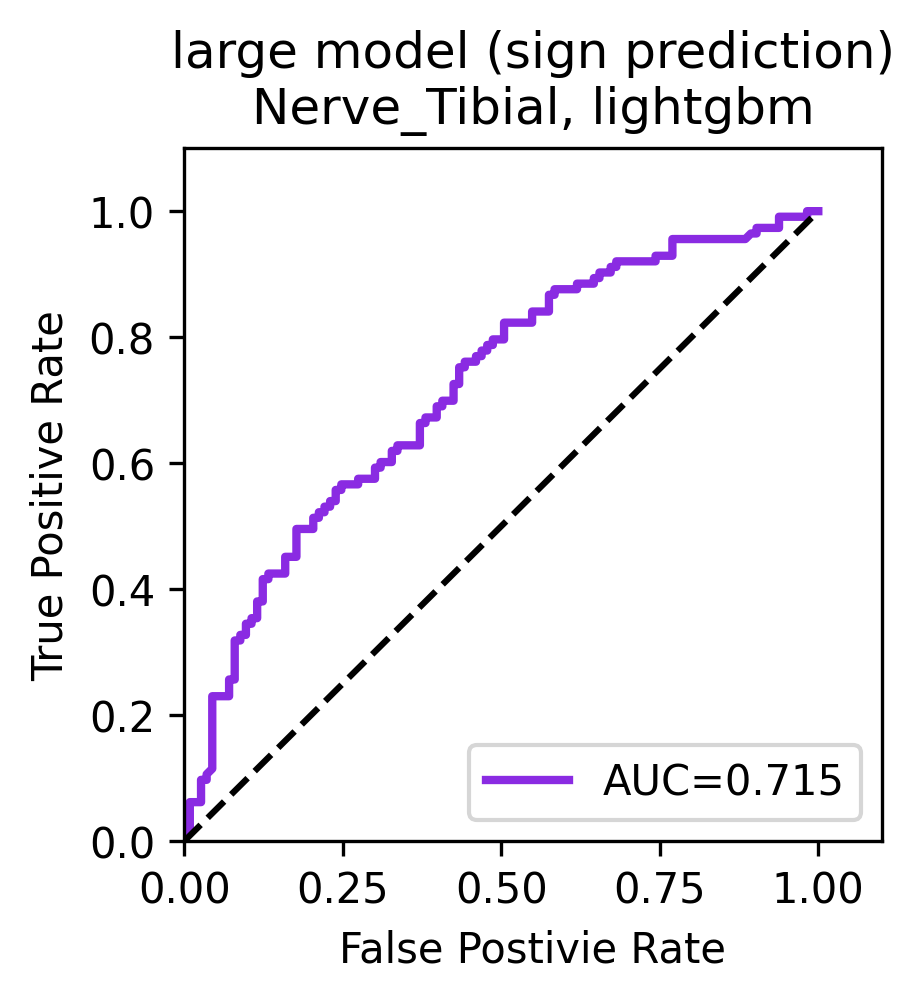 large model (sign prediction)
Nerve_Tibial, lightgbm
True Positive Rate
1.0
0.8
0.6
0.4
0.2
0.0
AUC=0.715
0.00 0.25 0.50 0.75 1.00
False Postivie Rate